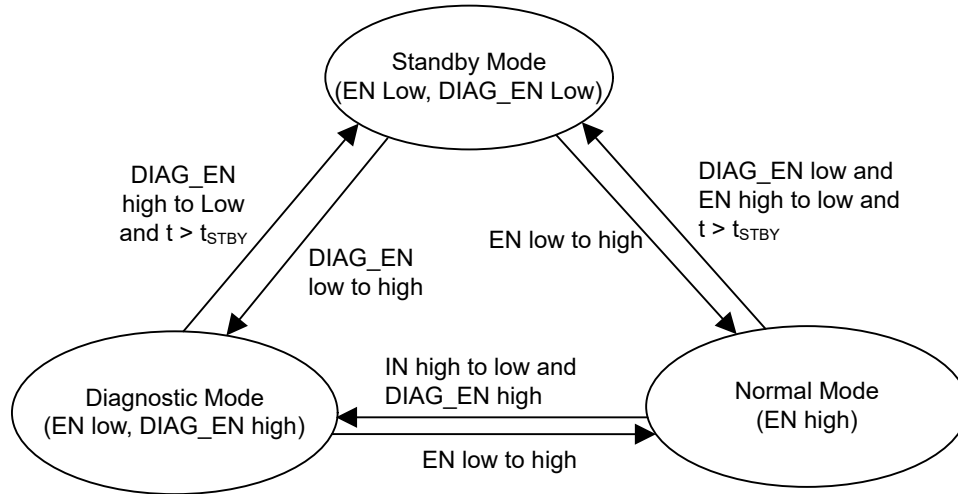 Standby Mode
(EN Low, DIAG_EN Low)
DIAG_EN
high to Low
and t > tSTBY
DIAG_EN low and
EN high to low and
t > tSTBY
EN low to high
DIAG_EN
low to high
Diagnostic Mode
(EN low, DIAG_EN high)
IN high to low and
DIAG_EN high
Normal Mode
(EN high)
EN low to high